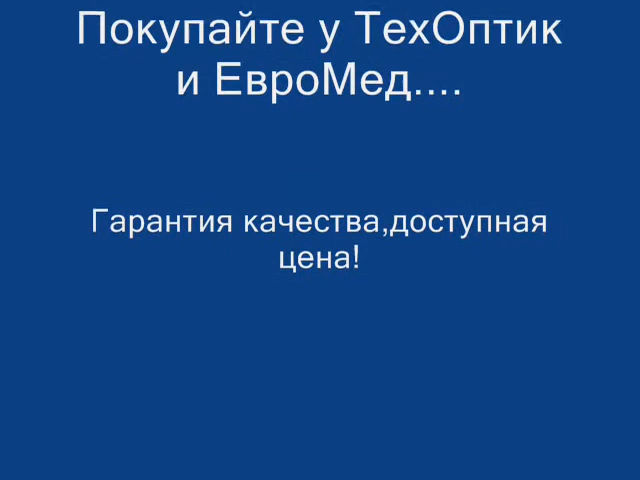 Покупайте у ТехОптик
и ЕвроМед....
Гарантия качества,доступная
цена!